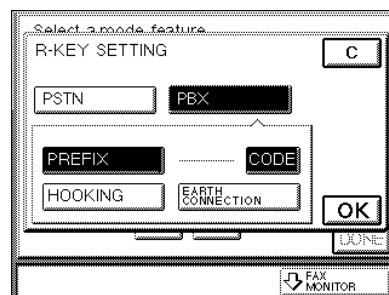 Select a mode feature
R-KEY SETTING
C
PSTN
PBX
PREFIX
CODE
HOOKING
EARTH
CONNECTION
OK
DONE
FAX
MONITOR